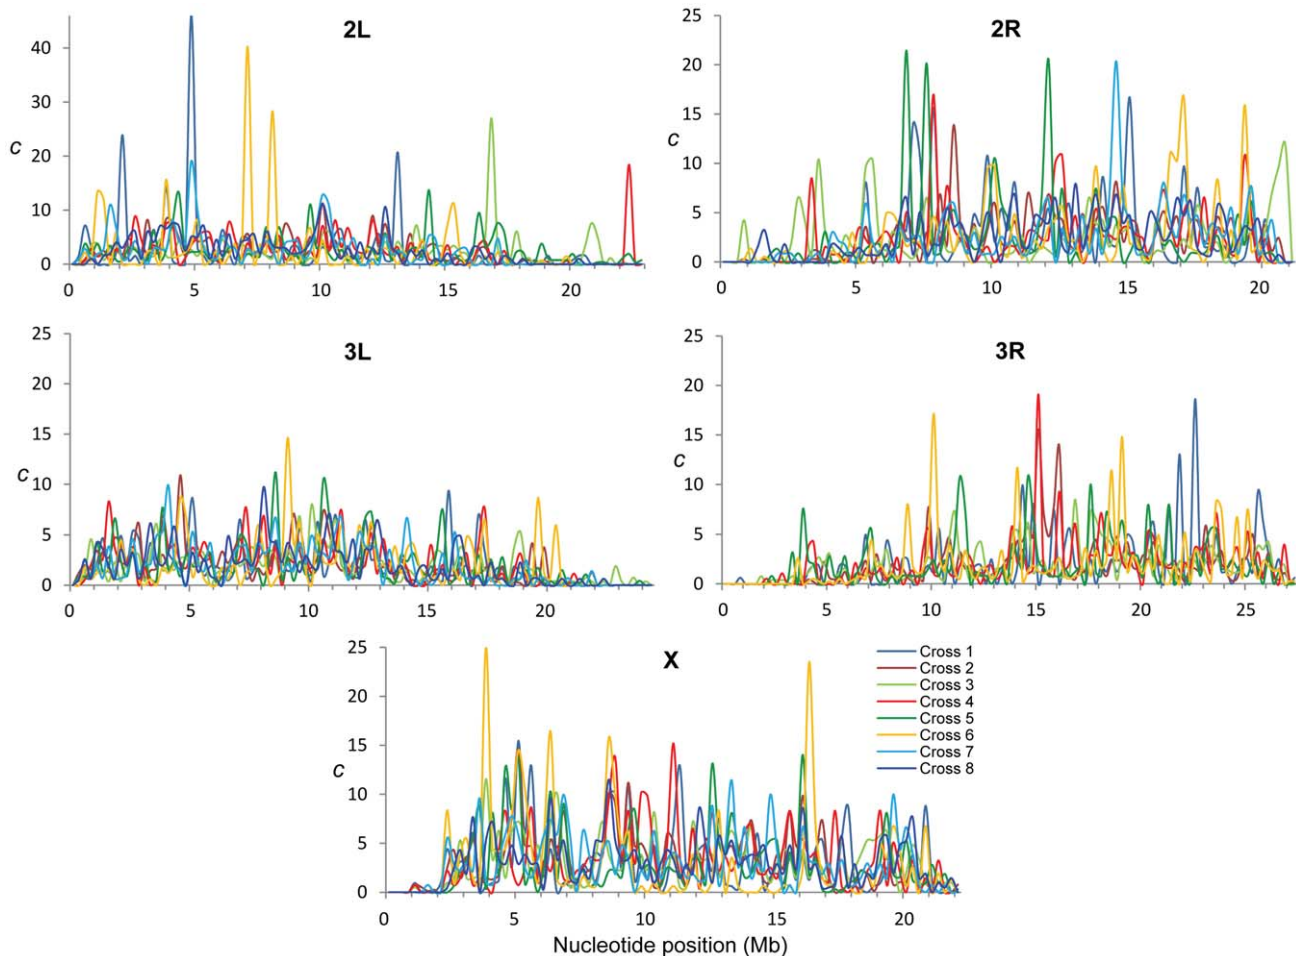 2L
40
30
c
20
10
0
0 5 10 15 20
2R
25
20
15
c
10
5
0
0 5 10 15 20
3L
25
20
15
c
10
5
0
0 5 10 15 20
3R
25
20
15
c
10
5
0
0 5 10 15 20 25
X
25
20
15
c
10
5
0
0 5 10 15 20
Nucleotide position (Mb)
Cross 1
Cross 2
Cross 3
Cross 4
Cross 5
Cross 6
Cross 7
Cross 8